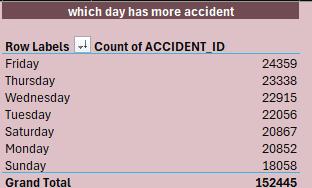 which day has more accident
Row Labels Count of ACCIDENT_ID
Friday 24359
Thursday 23338
Wednesday 22915
Tuesday 22056
Saturday 20867
Monday 20852
Sunday 18058
Grand Total 152445